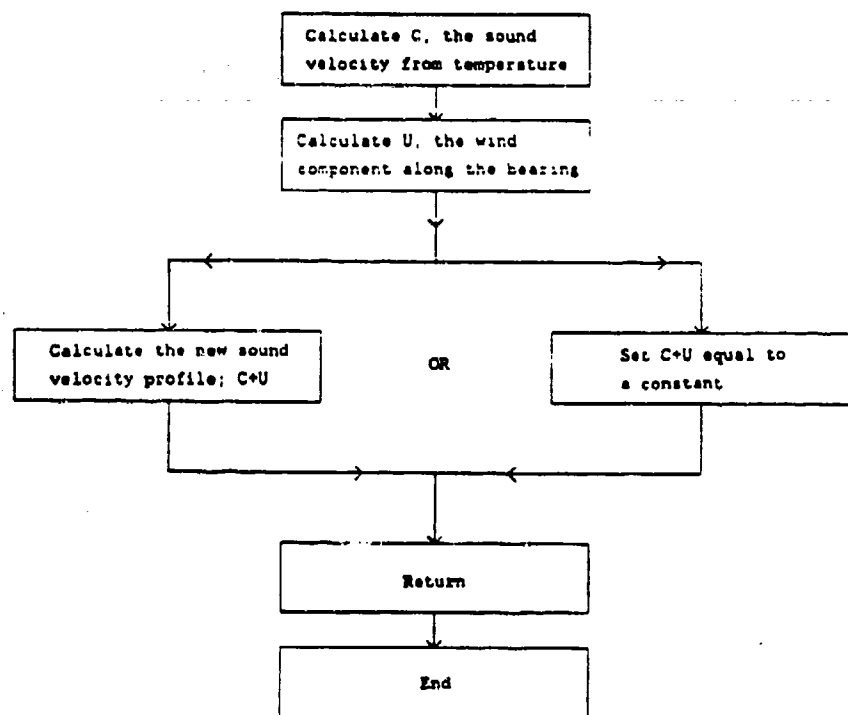 Calculate C, the sound
velocity from temperature
Calculate U, the wind
component along the bearing
Calculate the new sound
velocity profile; C+U
OR
Set C+U equal to
a constant
Return
End